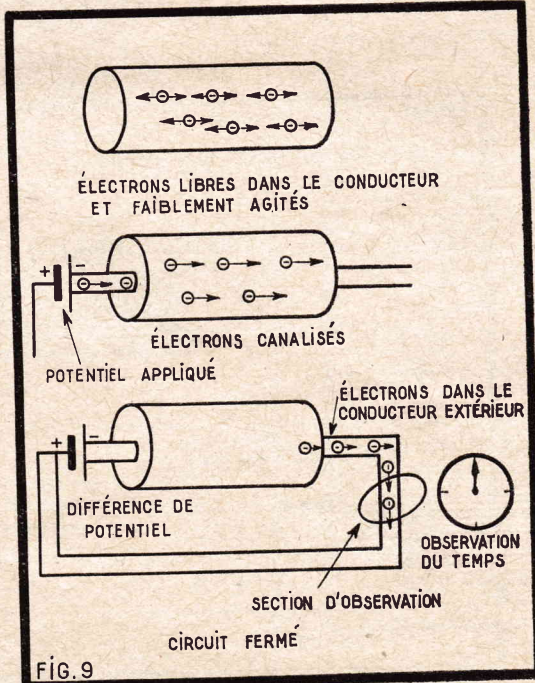 ÉLECTRONS LIBRES DANS LE CONDUCTEUR
ET FAIBLEMENT AGITÉS
+ -
ÉLECTRONS CANALISÉS
POTENTIEL APPLIQUÉ
ÉLECTRONS DANS LE
CONDUCTEUR EXTÉRIEUR
+ -
DIFFÉRENCE DE
POTENTIEL
OBSERVATION
DU TEMPS
SECTION D'OBSERVATION
CIRCUIT FERMÉ
FIG.9